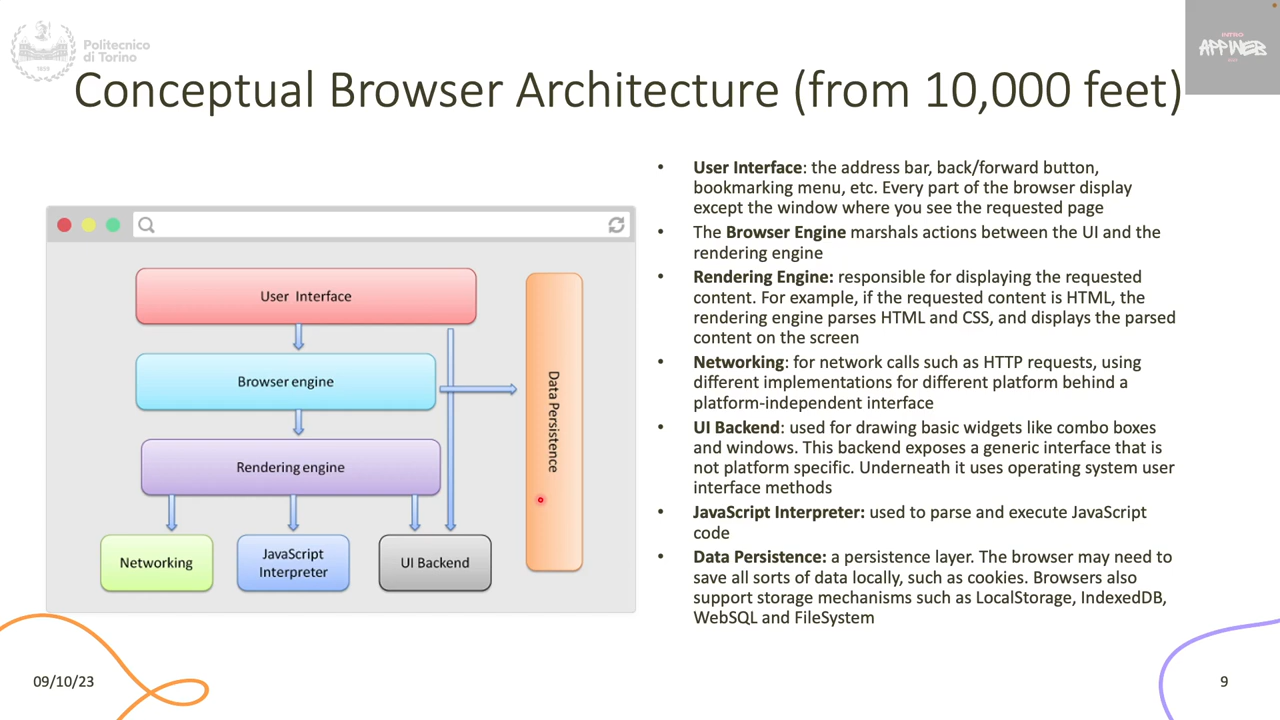 Politecnico
di Torino
1859
INTRO
APPWEB
Conceptual Browser Architecture (from 10,000 feet)
User Interface
Browser engine
Rendering engine
Networking
JavaScript
Interpreter
UI Backend
Data Persistence
• User Interface: the address bar, back/forward button,
bookmarking menu, etc. Every part of the browser display
except the window where you see the requested page
• The Browser Engine marshals actions between the UI and the
rendering engine
• Rendering Engine: responsible for displaying the requested
content. For example, if the requested content is HTML, the
rendering engine parses HTML and CSS, and displays the parsed
content on the screen
• Networking: for network calls such as HTTP requests, using
different implementations for different platform behind a
platform-independent interface
• UI Backend: used for drawing basic widgets like combo boxes
and windows. This backend exposes a generic interface that is
not platform specific. Underneath it uses operating system user
interface methods
• JavaScript Interpreter: used to parse and execute JavaScript
code
• Data Persistence: a persistence layer. The browser may need to
save all sorts of data locally, such as cookies. Browsers also
support storage mechanisms such as LocalStorage, IndexedDB,
WebSQL and FileSystem
09/10/23
9